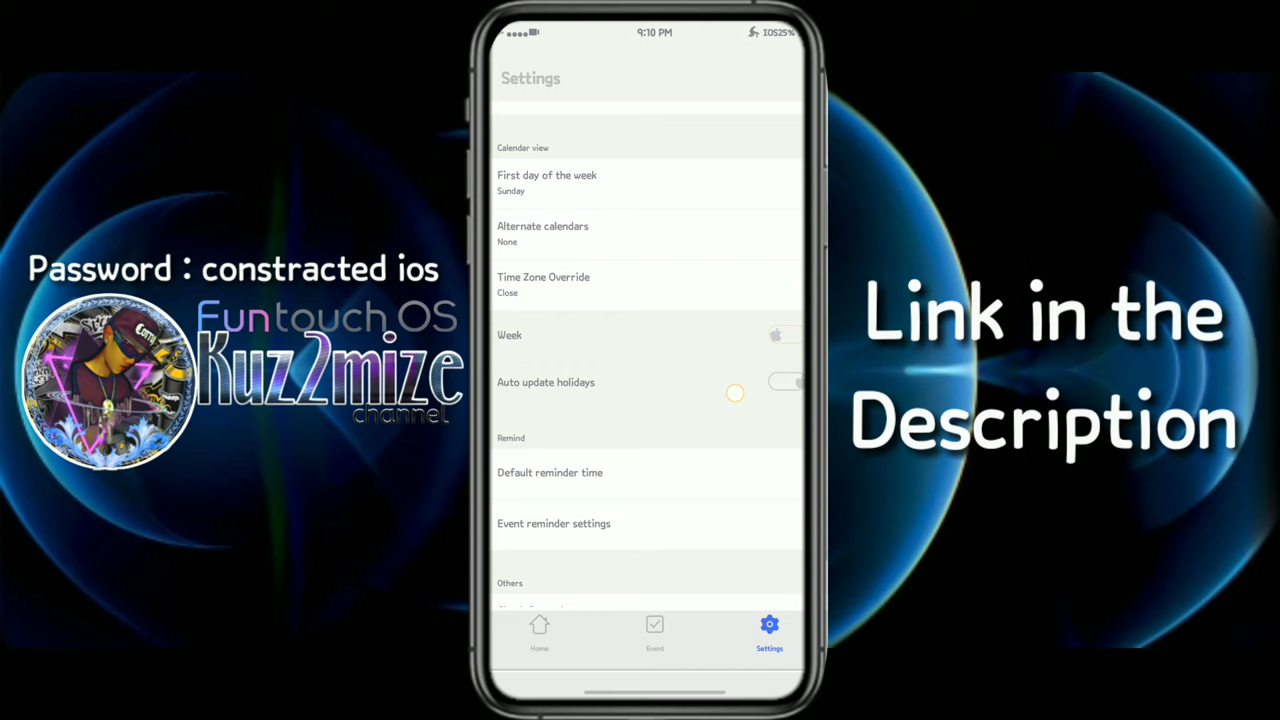 9:10 PM
IOS25%
Settings
Calendar view
First day of the week
Sunday
Alternate calendars
None
Time Zone Override
Close
Week
Auto update holidays
Remind
Default reminder time
Event reminder settings
Others
Home
Event
Settings
Password : constracted ios
Funtouch OS
Kuz2mize
channel
Link in the
Description